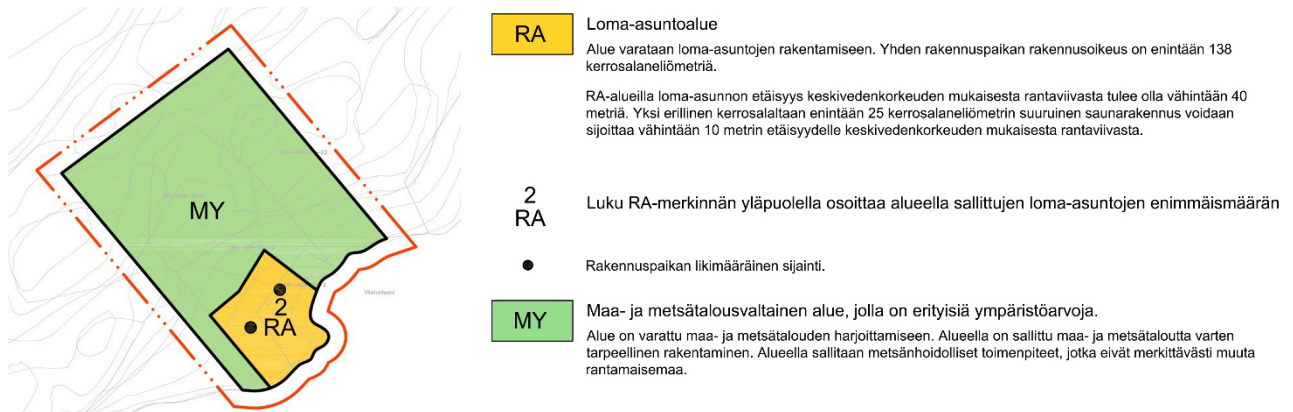 MY
2
RA
RA
Loma-asuntoalue
Alue varataan loma-asuntojen rakentamiseen. Yhden rakennuspaikan rakennusoikeus on enintään 138
kerrosalaneliömetriä.
RA-alueilla loma-asunnon etäisyys keskivedenkorkeuden mukaisesta rantaviivasta tulee olla vähintään 40
metriä. Yksi erillinen kerrosalaltaan enintään 25 kerrosalaneliömetrin suuruinen saunarakennus voidaan
sijoittaa vähintään 10 metrin etäisyydelle keskivedenkorkeuden mukaisesta rantaviivasta.
2
RA
Luku RA-merkinnän yläpuolella osoittaa alueella sallittujen loma-asuntojen enimmäismäärän
Rakennuspaikan likimääräinen sijainti.
MY
Maa- ja metsätalousvaltainen alue, jolla on erityisiä ympäristöarvoja.
Alue on varattu maa- ja metsätalouden harjoittamiseen. Alueella on sallittu maa- ja metsätaloutta varten
tarpeellinen rakentaminen. Alueella sallitaan metsänhoidolliset toimenpiteet, jotka eivät merkittävästi muuta
rantamaisemaa.